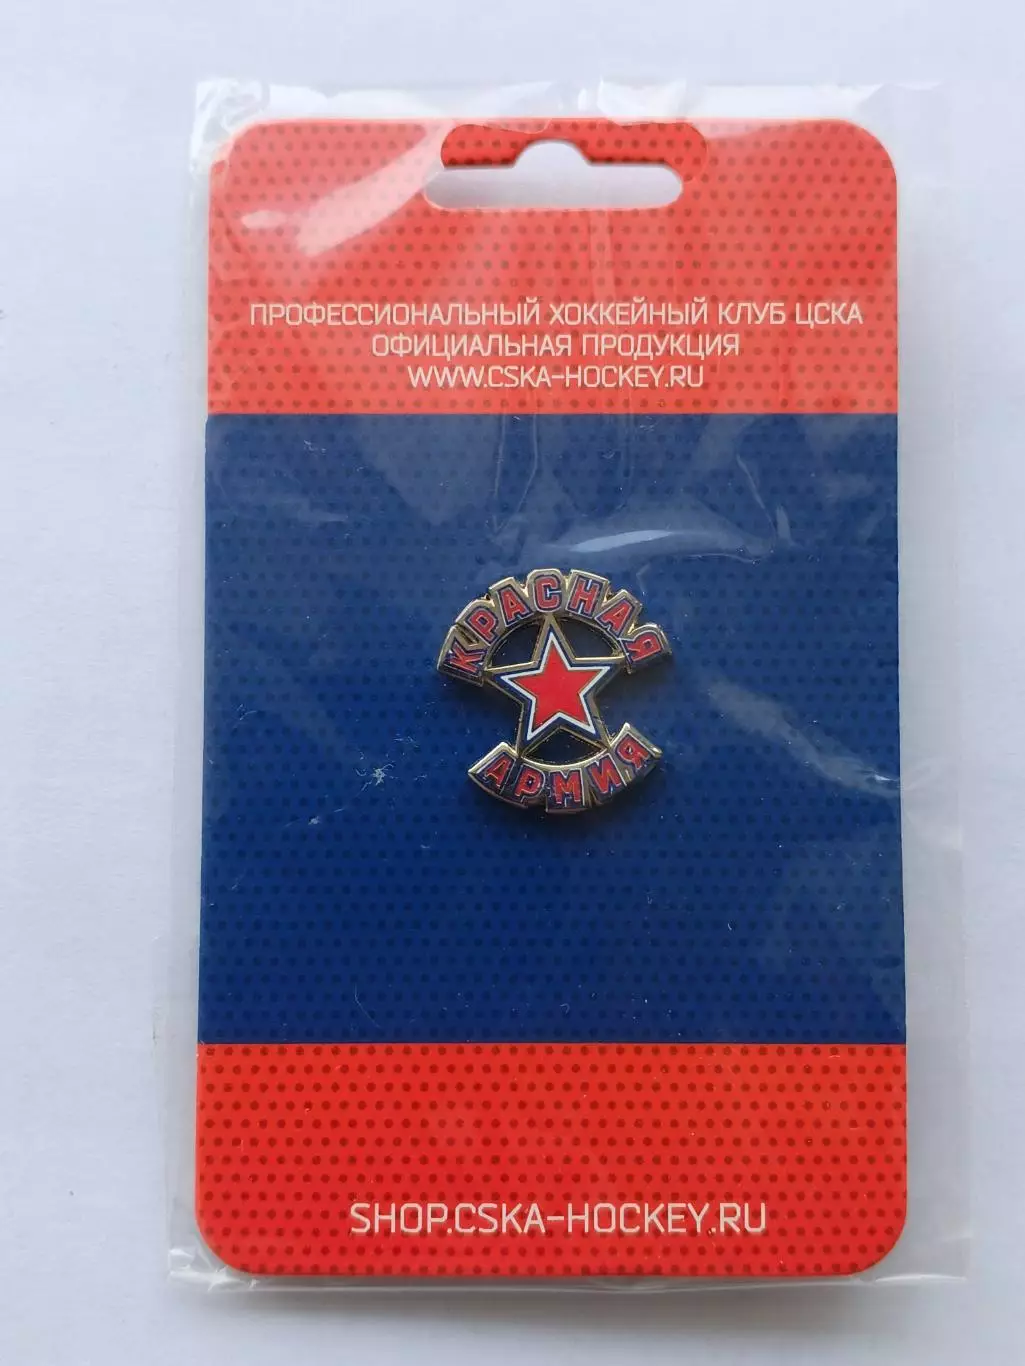 ПРОФЕССИОНАЛЬНЫЙ ХОККЕЙНЫЙ КЛУБ ЦСКА
ОФИЦИАЛЬНАЯ ПРОДУКЦИЯ
WWW.CSKA-HOCKEY.RU
КРАСНАЯ
АРМИЯ
SHOP.CSKA-HOCKEY.RU